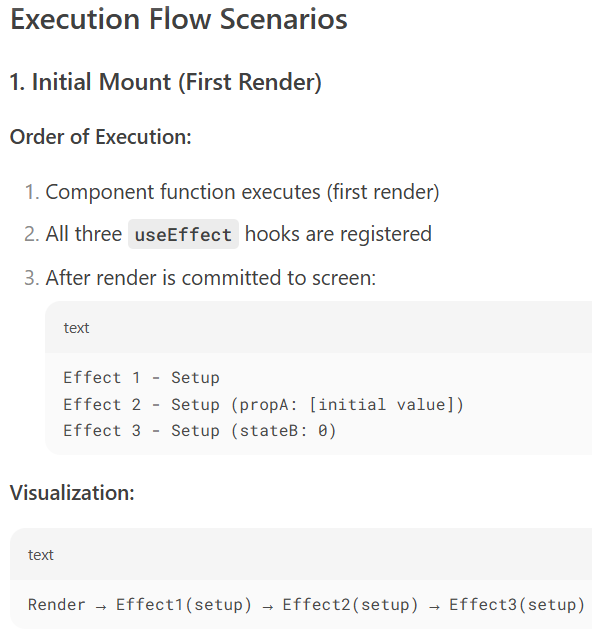 Execution Flow Scenarios
1. Initial Mount (First Render)
Order of Execution:
1. Component function executes (first render)
2. All three useEffect hooks are registered
3. After render is committed to screen:
text
Effect 1 - Setup
Effect 2 - Setup (propA: [initial value])
Effect 3 - Setup (stateB: 0)
Visualization:
text
Render → Effect1(setup) → Effect2(setup) → Effect3(setup)